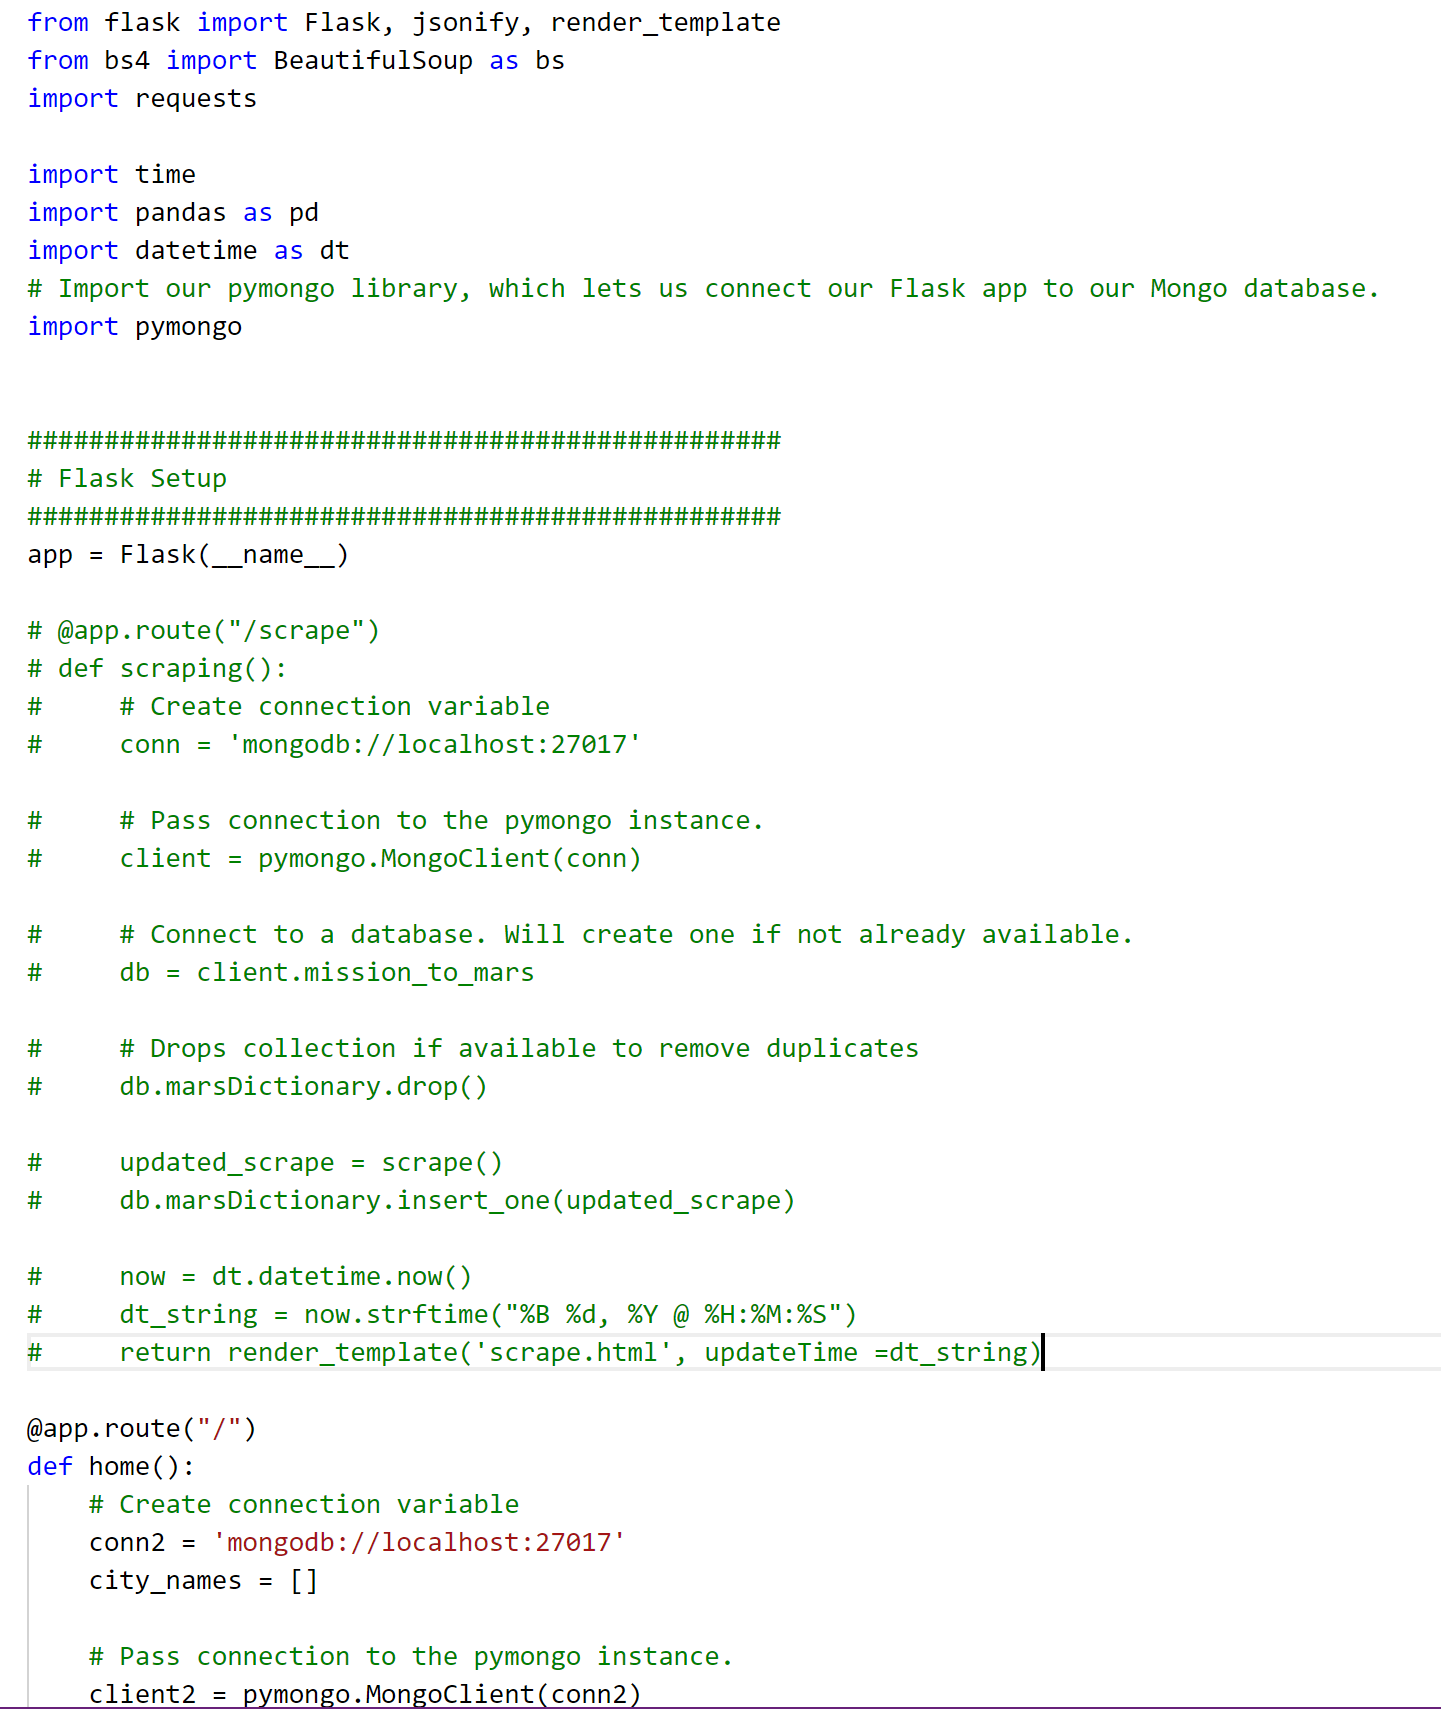 from flask import Flask, jsonify, render_template
from bs4 import BeautifulSoup as bs
import requests
import time
import pandas as pd
import datetime as dt
# Import our pymongo library, which lets us connect our Flask app to our Mongo database.
import pymongo
#################################################
# Flask Setup
#################################################
app = Flask(__name__)
# @app.route("/scrape")
# def scraping():
#     # Create connection variable
#     conn = 'mongodb://localhost:27017'
#     # Pass connection to the pymongo instance.
#     client = pymongo.MongoClient(conn)
#     # Connect to a database. Will create one if not already available.
#     db = client.mission_to_mars
#     # Drops collection if available to remove duplicates
#     db.marsDictionary.drop()
#     updated_scrape = scrape()
#     db.marsDictionary.insert_one(updated_scrape)
#     now = dt.datetime.now()
#     dt_string = now.strftime("%B %d, %Y @ %H:%M:%S")
#     return render_template('scrape.html', updateTime =dt_string)
@app.route("/")
def home():
    # Create connection variable
    conn2 = 'mongodb://localhost:27017'
    city_names = []
    # Pass connection to the pymongo instance.
    client2 = pymongo.MongoClient(conn2)